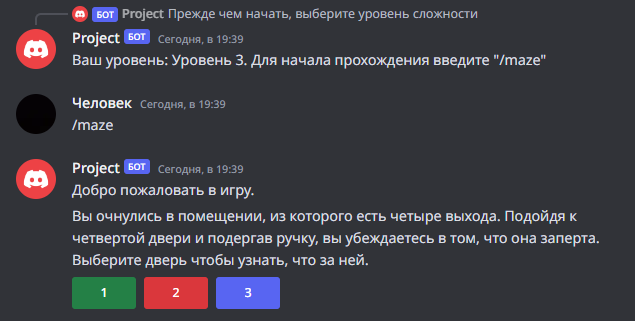 БОТ Project Прежде чем начать, выберите уровень сложности
Project БОТ Сегодня, в 19:39
Ваш уровень: Уровень 3. Для начала прохождения введите "/maze"
Человек Сегодня, в 19:39
/maze
Project БОТ Сегодня, в 19:39
Добро пожаловать в игру.
Вы очнулись в помещении, из которого есть четыре выхода. Подойдя к
четвертой двери и подергав ручку, вы убеждаетесь в том, что она заперта.
Выберите дверь чтобы узнать, что за ней.
1 2 3